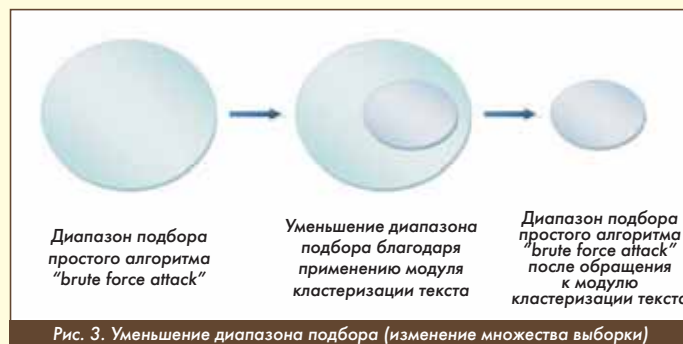 Диапазон подбора
простого алгоритма
"brute force attack"
Уменьшение диапазона
подбора благодаря
применению модуля
кластеризации текста
Диапазон подбора
простого алгоритма
"brute force attack"
после обращения
к модулю
кластеризации текста
Рис. 3. Уменьшение диапазона подбора (изменение множества выборки)